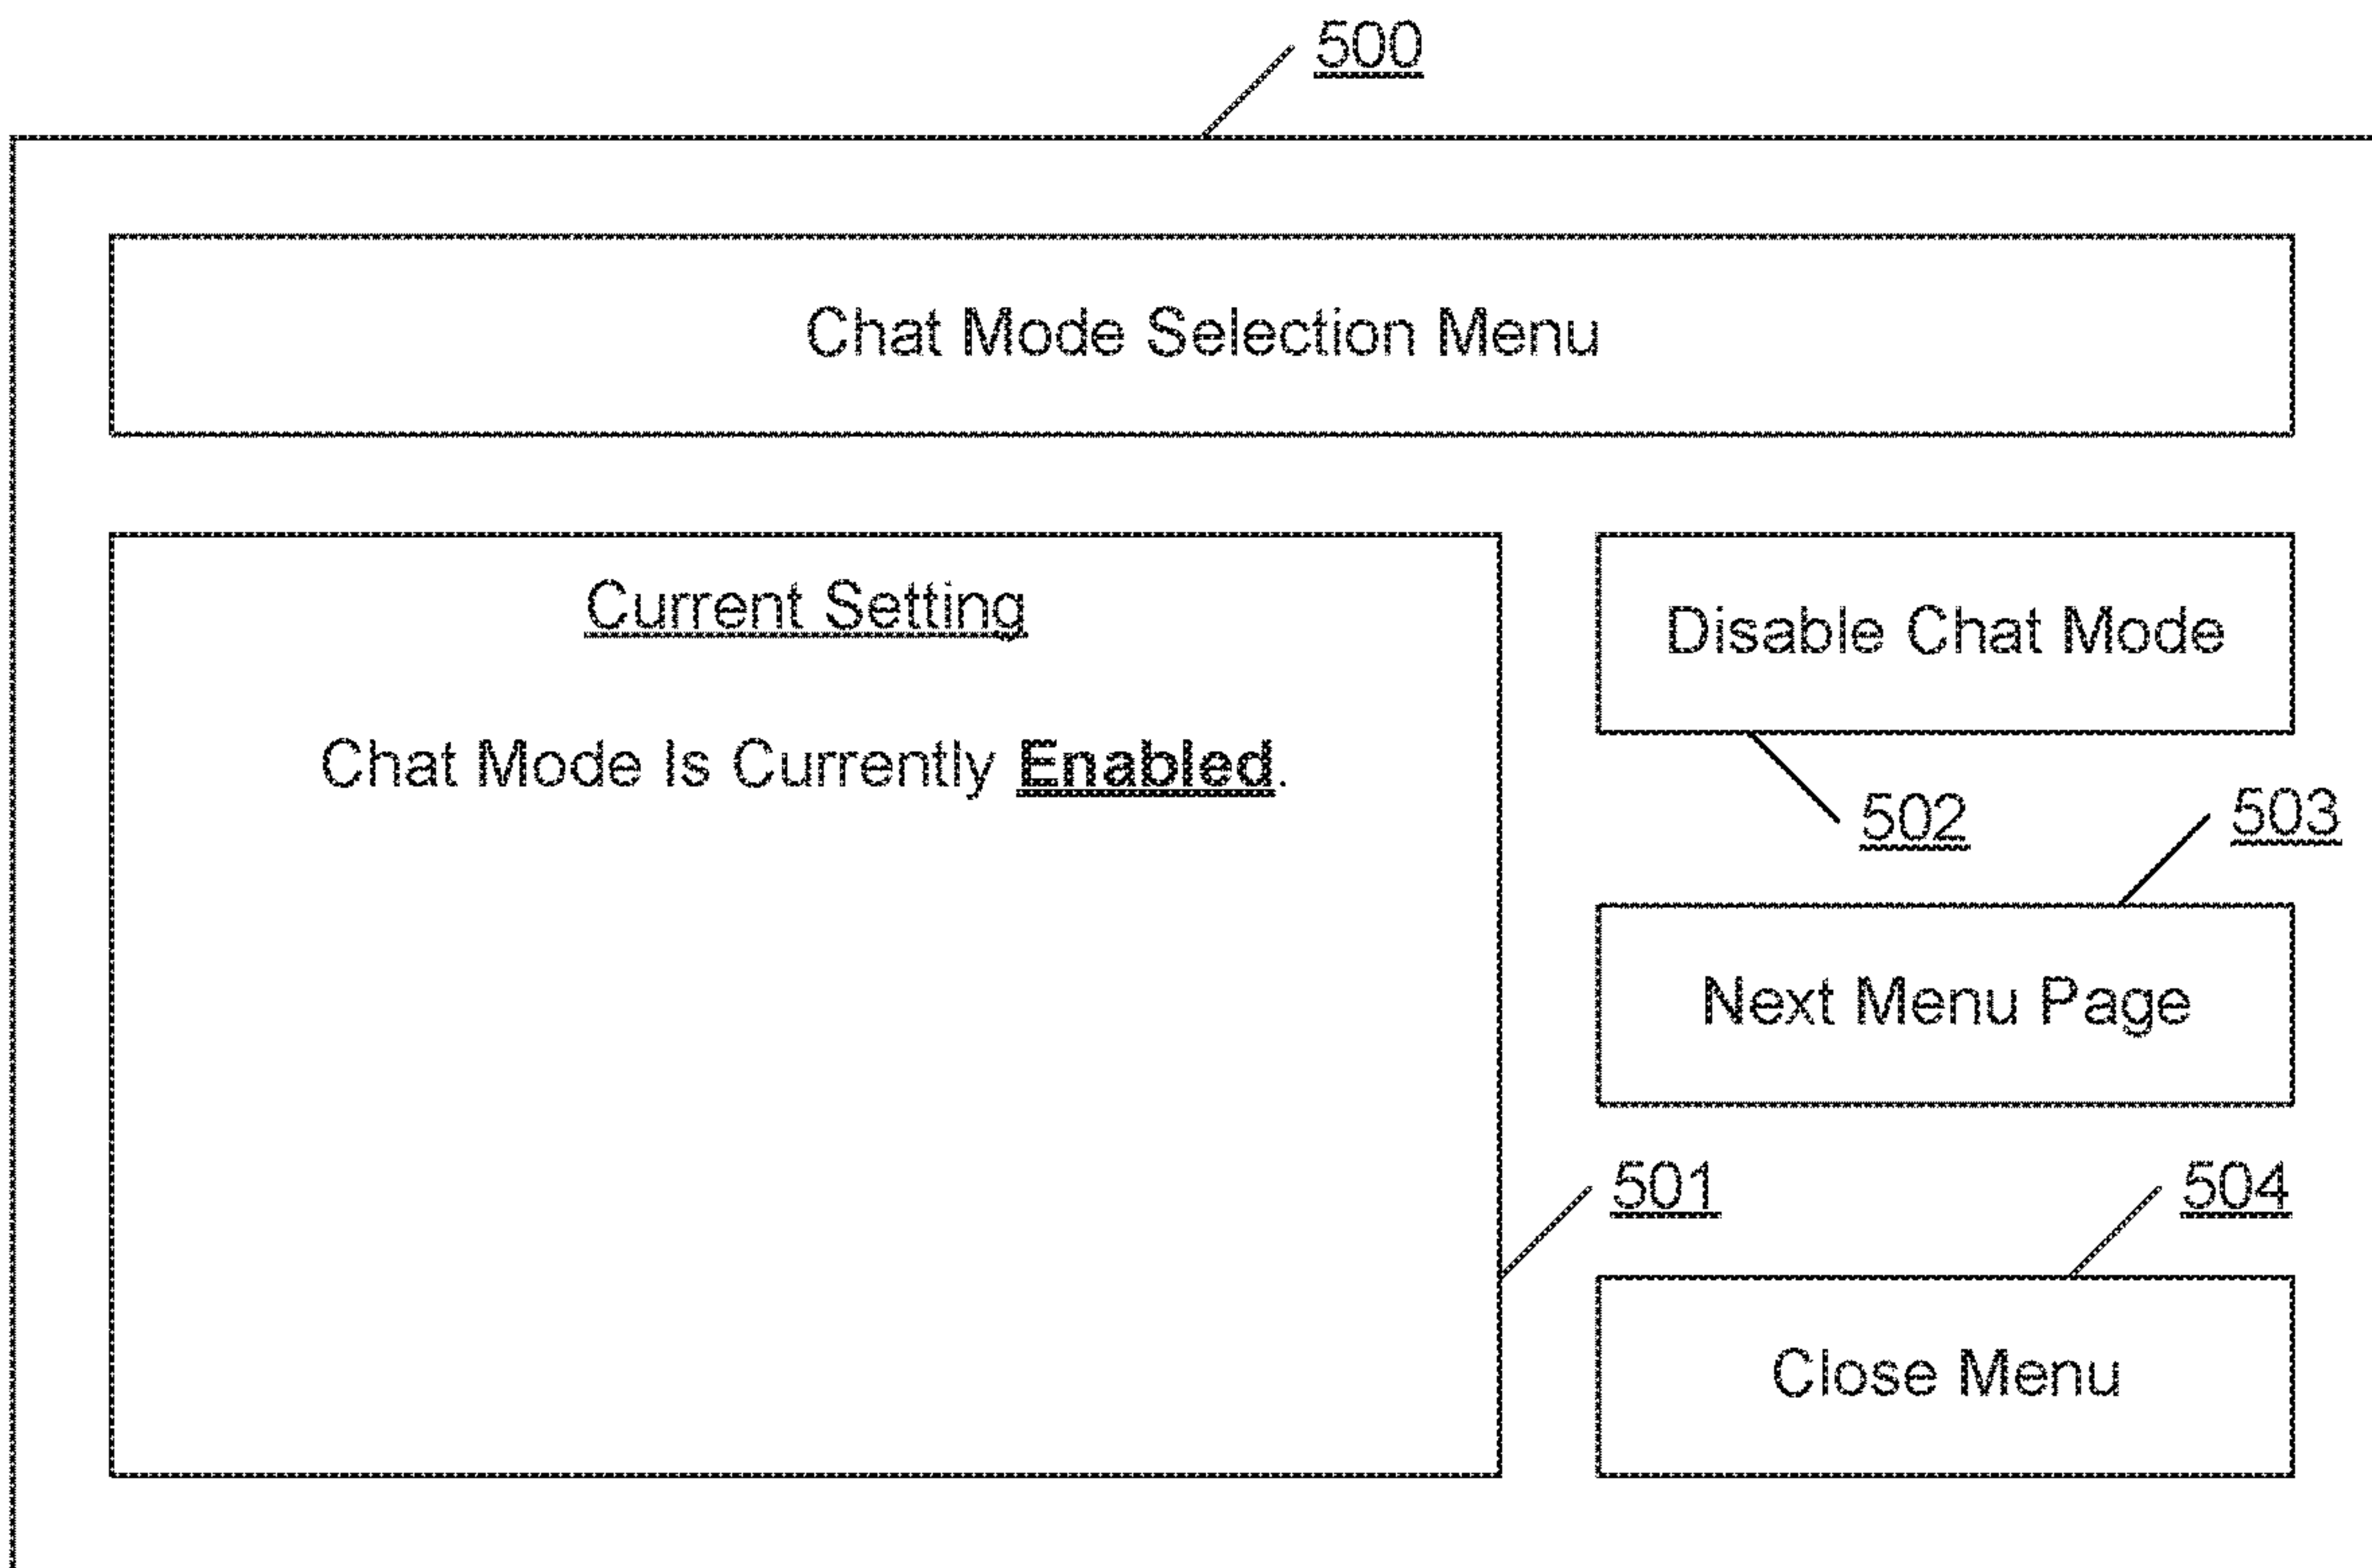 500
Chat Mode Selection Menu
Current Setting
Chat Mode Is Currently Enabled.
Disable Chat Mode
502
503
Next Menu Page
501
504
Close Menu